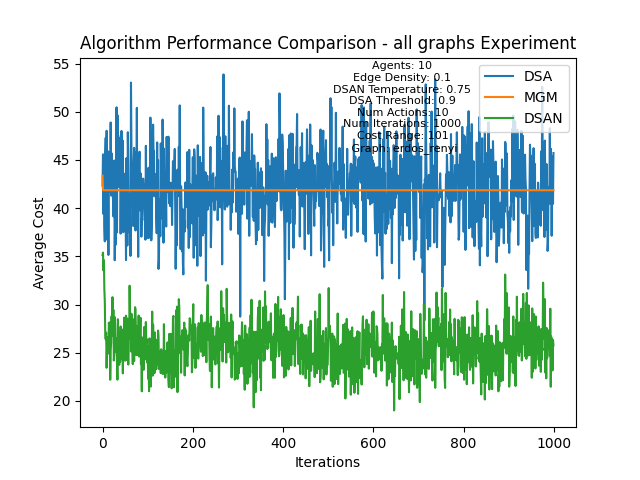 Algorithm Performance Comparison - all graphs Experiment
Agents: 10
Edge Density: 0.1
DSAN Temperature: 0.75
DSA Threshold: 0.9
Num Actions: 10
Num Iterations: 1000
Cost Range: 101
Graph: erdos_renyi
DSA
MGM
DSAN
55
50
45
40
35
30
25
20
Average Cost
0
200
400
600
800
1000
Iterations